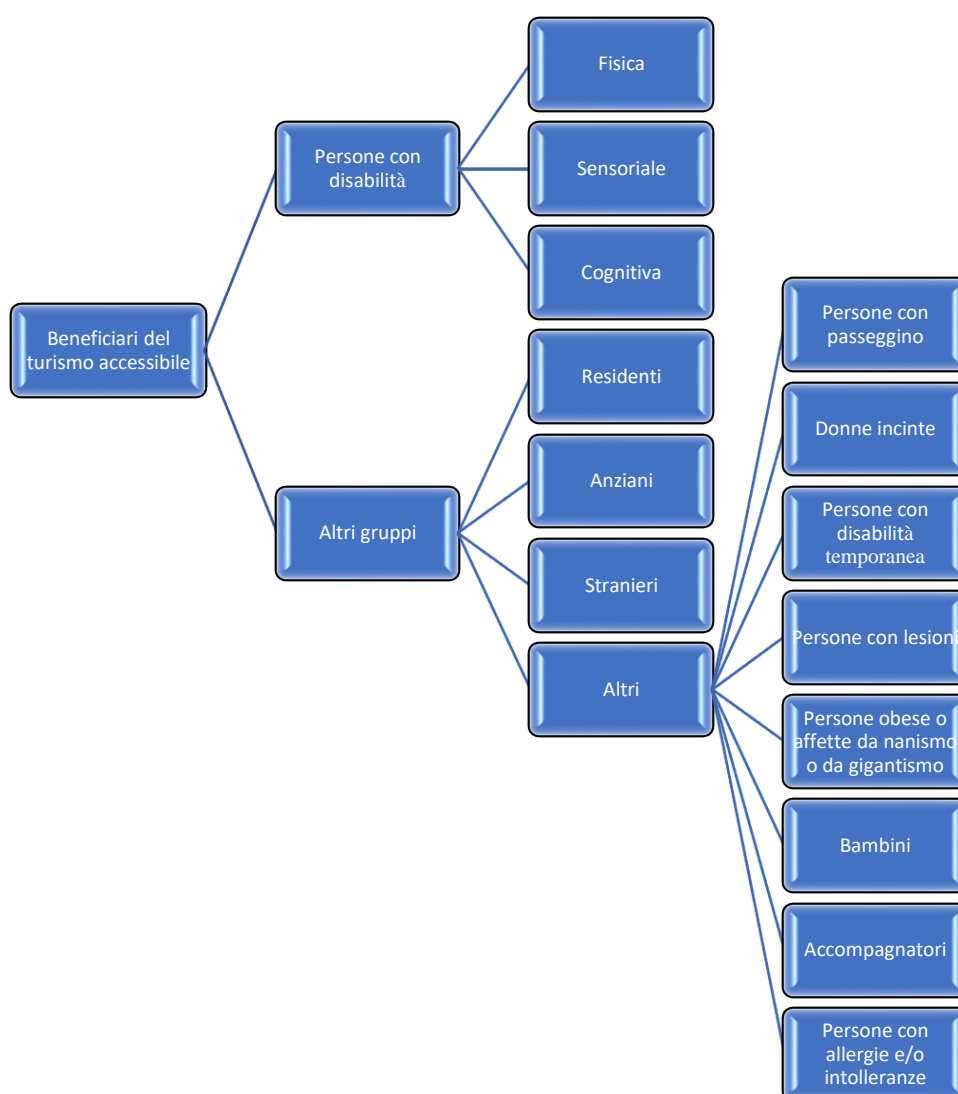 Beneficiari del
turismo accessibile
Persone con
disabilità
Fisica
Sensoriale
Cognitiva
Altri gruppi
Residenti
Anziani
Stranieri
Altri
Persone con
passeggino
Donne incinte
Persone con
disabilità
temporanea
Persone con lesioni
Persone obese o
affette da nanismo
o da gigantismo
Bambini
Accompagnatori
Persone con
allergie e/o
intolleranze